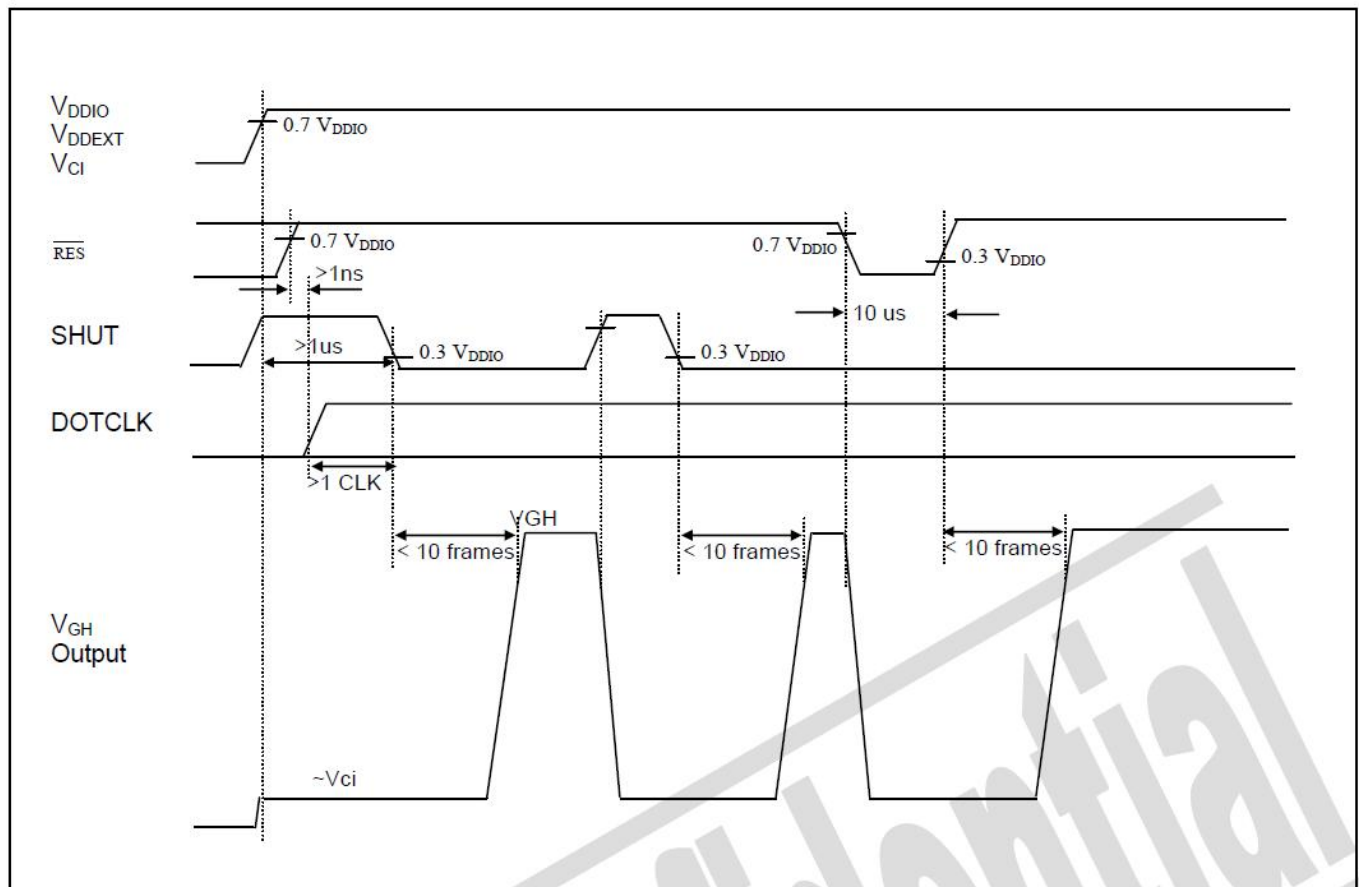 VDDIO
VDDEXT
VCI
0.7 VDDIO
RES
0.7 VDDIO
0.7 VDDIO
0.3 VDDIO
>1ns
10 us
SHUT
>1us
0.3 VDDIO
0.3 VDDIO
DOTCLK
>1 CLK
VGH
< 10 frames
< 10 frames
< 10 frames
VGH
Output
~Vci